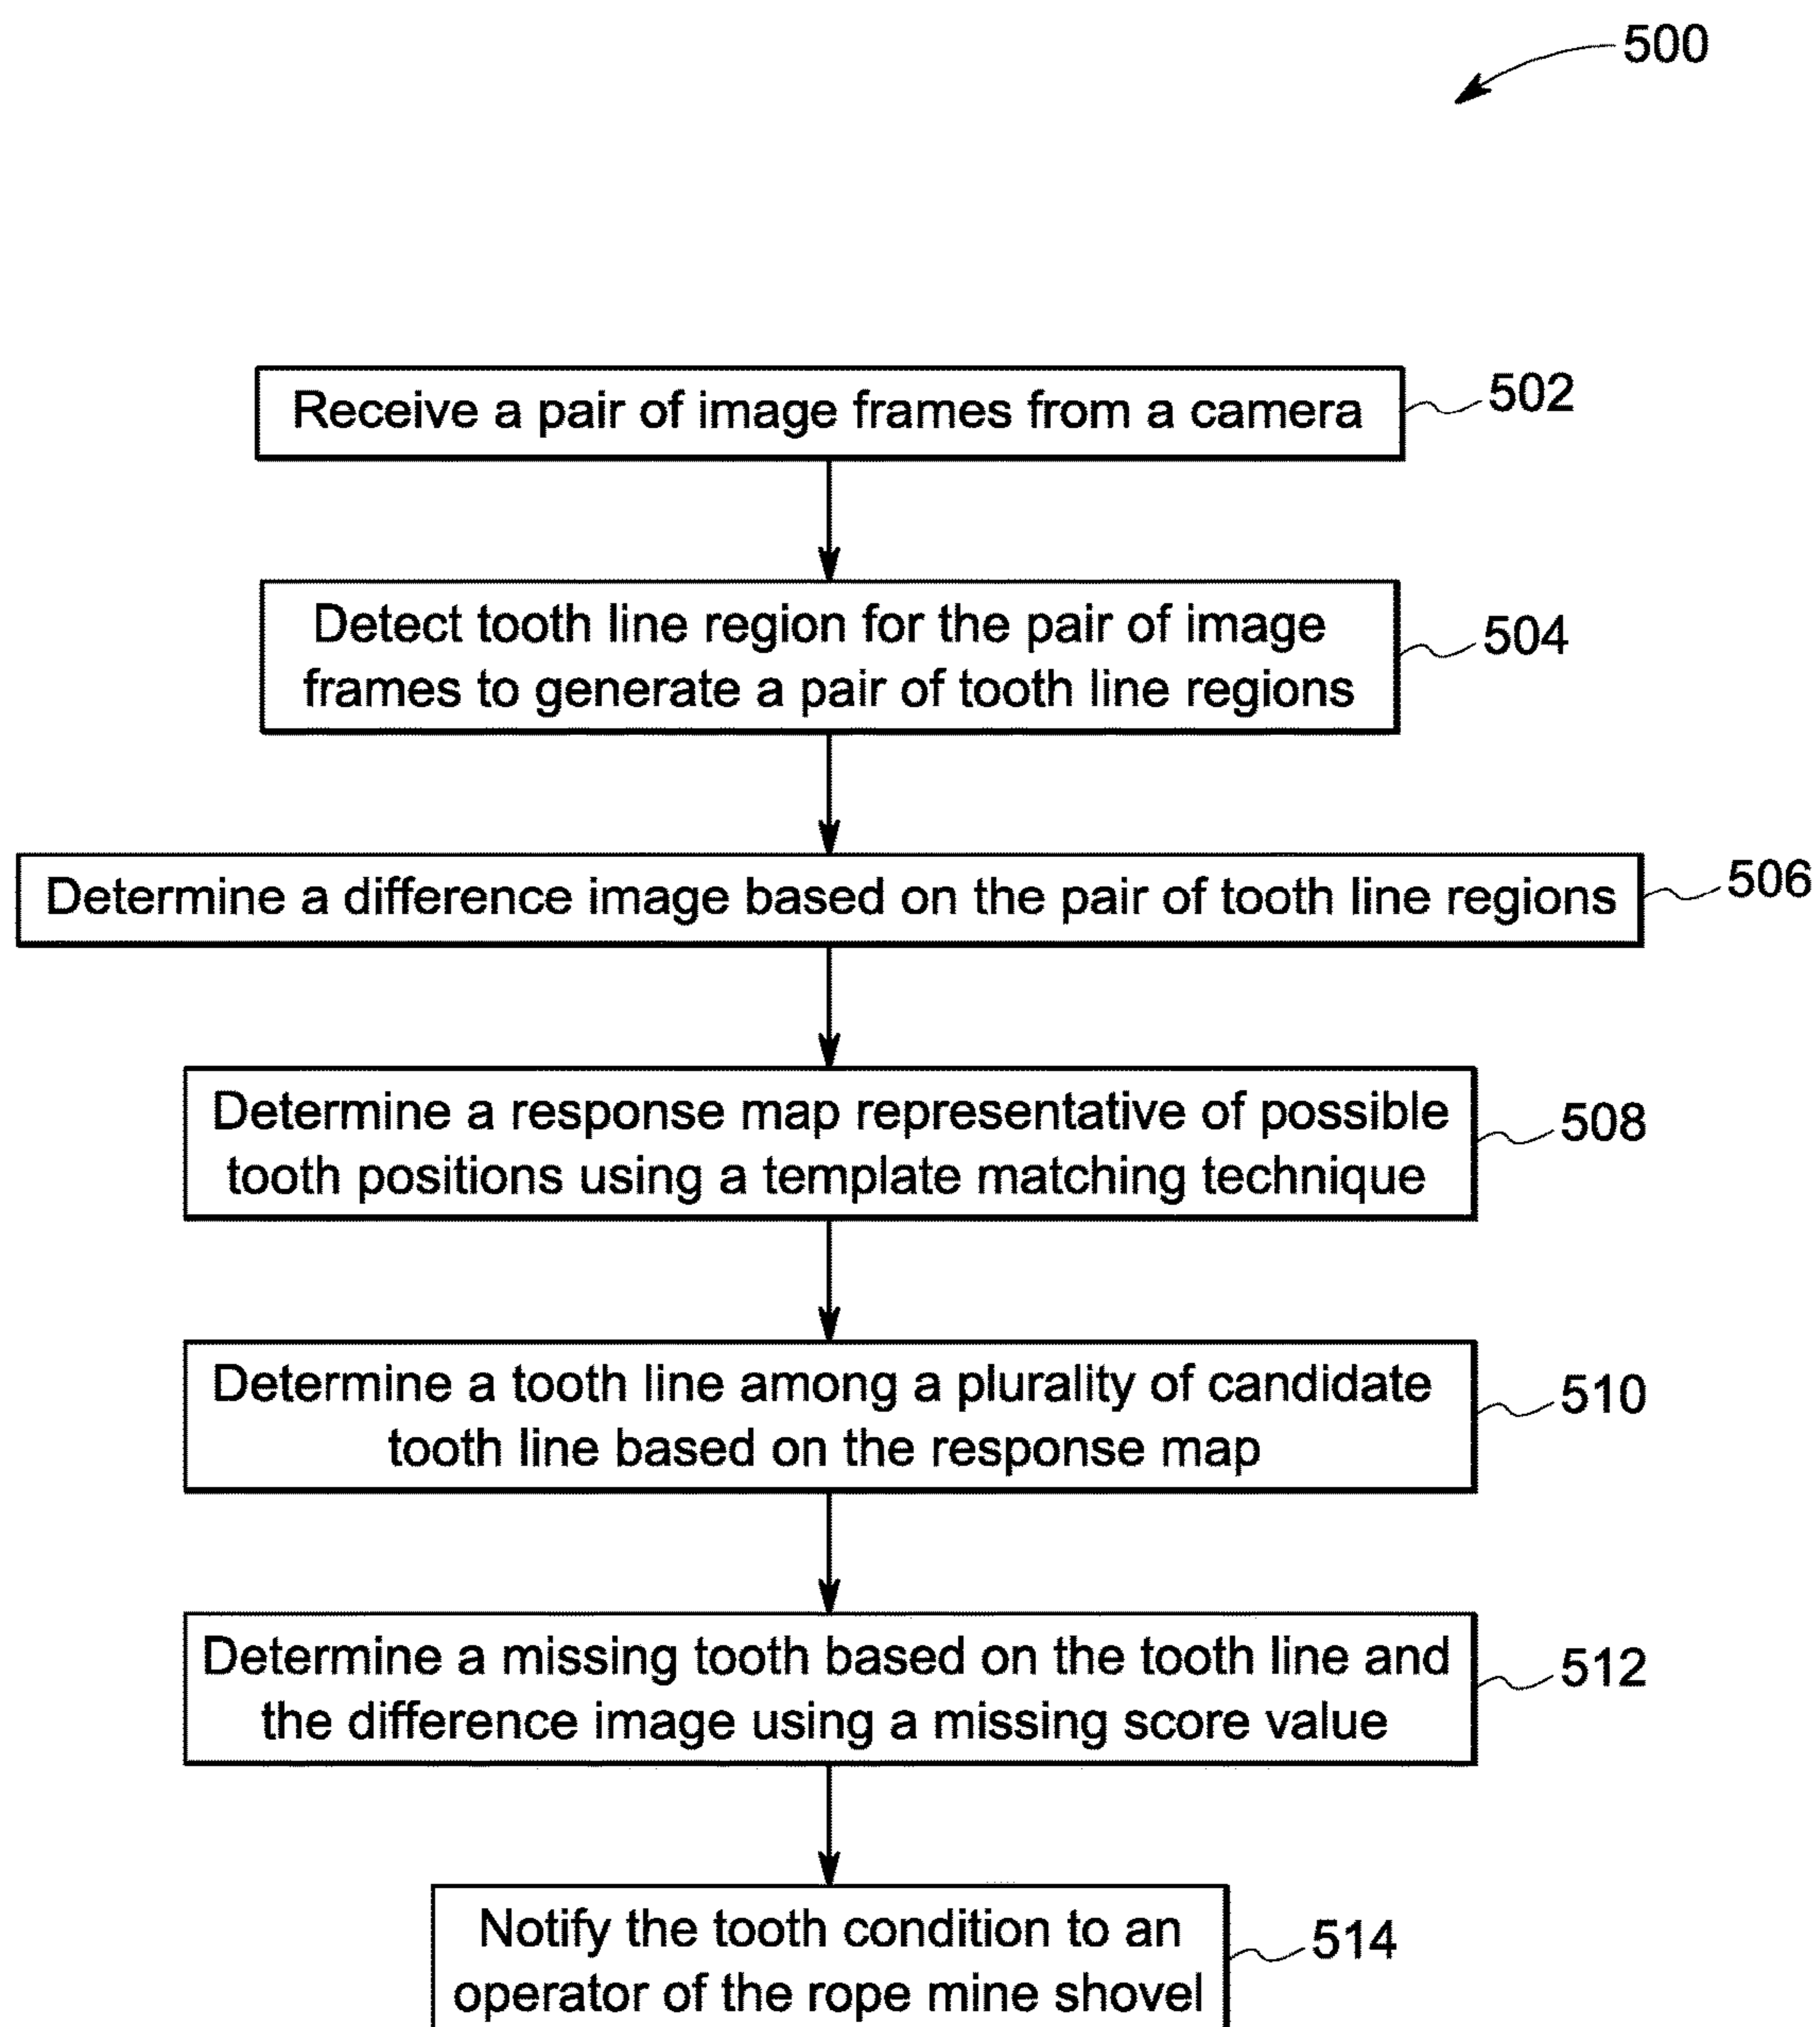 500
Receive a pair of image frames from a camera
502
Detect tooth line region for the pair of image
frames to generate a pair of tooth line regions
504
Determine a difference image based on the pair of tooth line regions
506
Determine a response map representative of possible
tooth positions using a template matching technique
508
Determine a tooth line among a plurality of candidate
tooth line based on the response map
510
Determine a missing tooth based on the tooth line and
the difference image using a missing score value
512
Notify the tooth condition to an
operator of the rope mine shovel
514